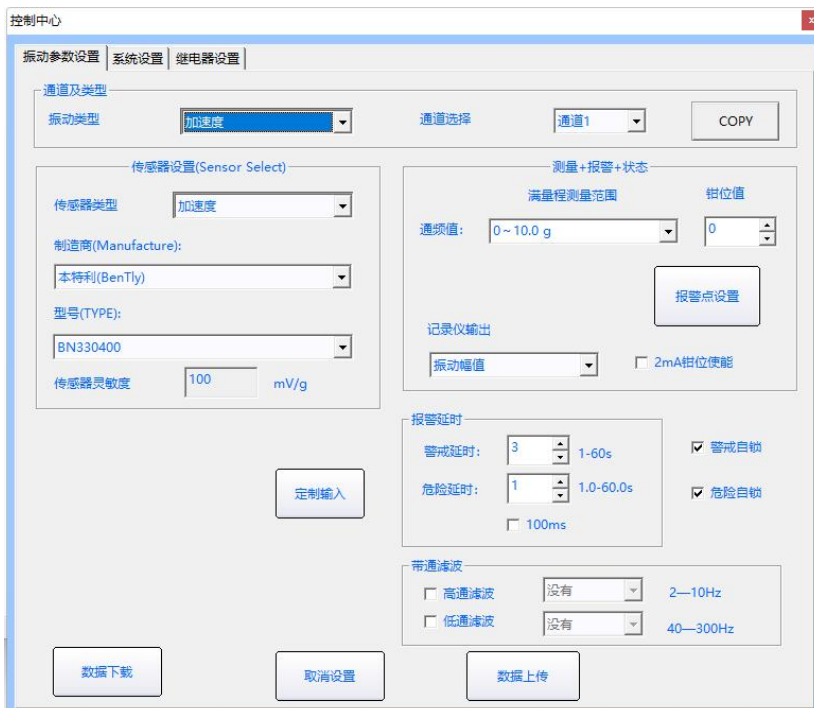 控制中心
x
振动参数设置 系统设置 继电器设置
通道及类型
振动类型 加速度 通道选择 通道1 COPY
传感器设置(Sensor Select)
传感器类型 加速度
制造商(Manufacture):
本特利(BenTly)
型号(TYPE):
BN330400
传感器灵敏度 100 mV/g
测量+报警+状态
满量程测量范围 钳位值
通频值: 0~10.0 g 0
报警点设置
记录仪输出
振动幅值 2mA钳位使能
报警延时
警戒延时: 3 1-60s 警戒自锁
危险延时: 1 1.0-60.0s 危险自锁
100ms
定制输入
带通滤波
高通滤波 没有 2—10Hz
低通滤波 没有 40—300Hz
数据下载 取消设置 数据上传